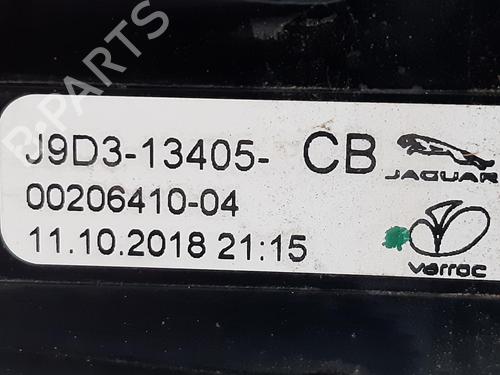 B-PARTS
J9D3-13405- CB
JAGUAR
00206410-04
11.10.2018 21:15
varroc